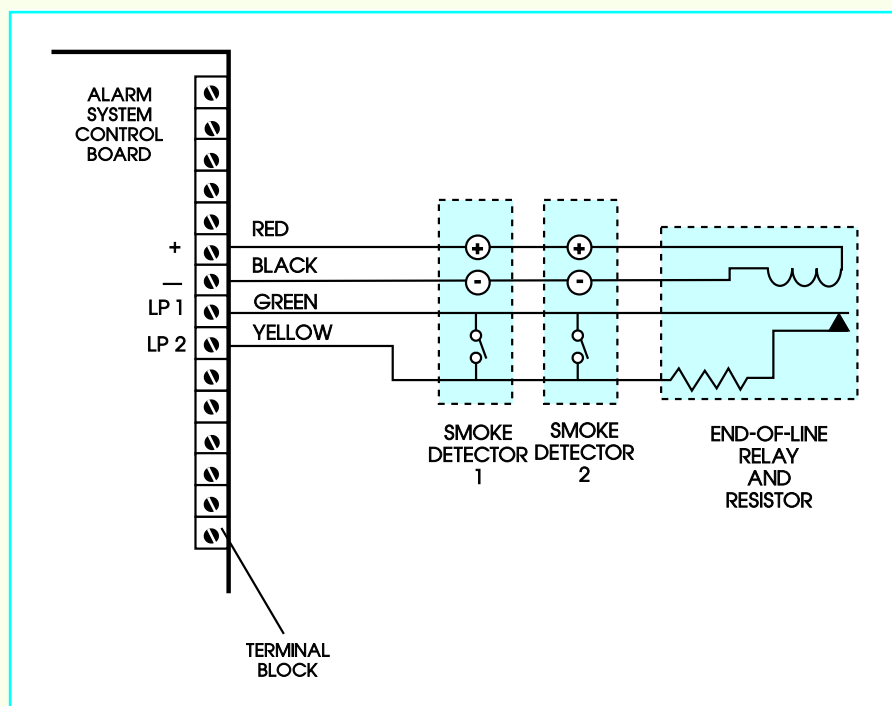 ALARM
SYSTEM
CONTROL
BOARD
+
RED
—
BLACK
LP 1
GREEN
LP 2
YELLOW
+
+
-
-
SMOKE
DETECTOR
1
SMOKE
DETECTOR
2
END-OF-LINE
RELAY
AND
RESISTOR
TERMINAL
BLOCK